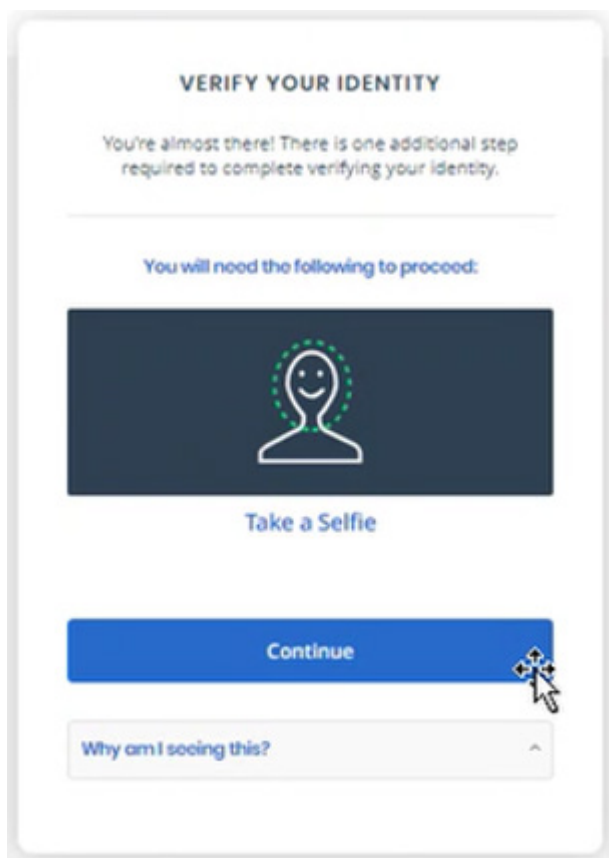 VERIFY YOUR IDENTITY
You're almost there! There is one additional step
required to complete verifying your identity.
You will need the following to proceed:
Take a Selfie
Continue
Why am I seeing this?